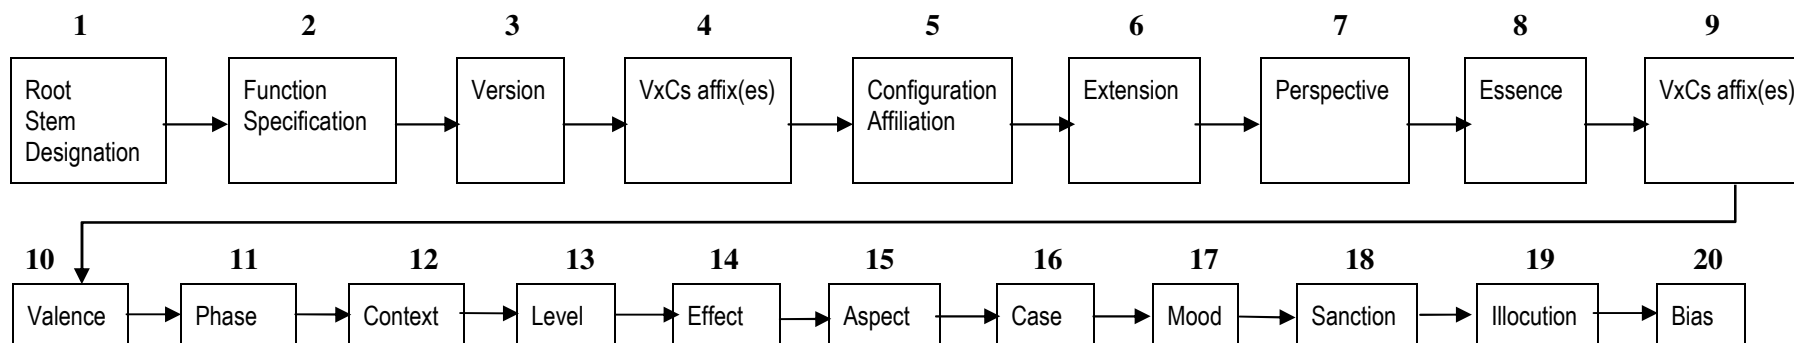 1 2 3 4 5 6 7 8 9
Root Function Version VxCs affix(es) Configuration Extension Perspective Essence VxCs affix(es)
Stem Specification Affiliation
Designation
10 11 12 13 14 15 16 17 18 19 20
Valence Phase Context Level Effect Aspect Case Mood Sanction Illocution Bias